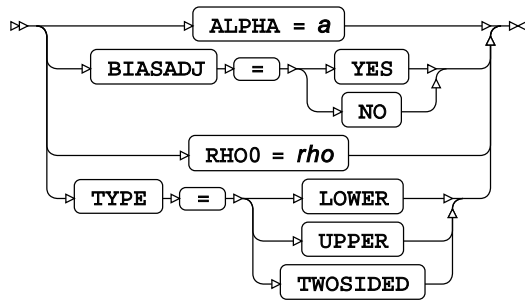 ALPHA = a
BIASADJ = YES
NO
RHO0 = rho
TYPE = LOWER
UPPER
TWOSIDED